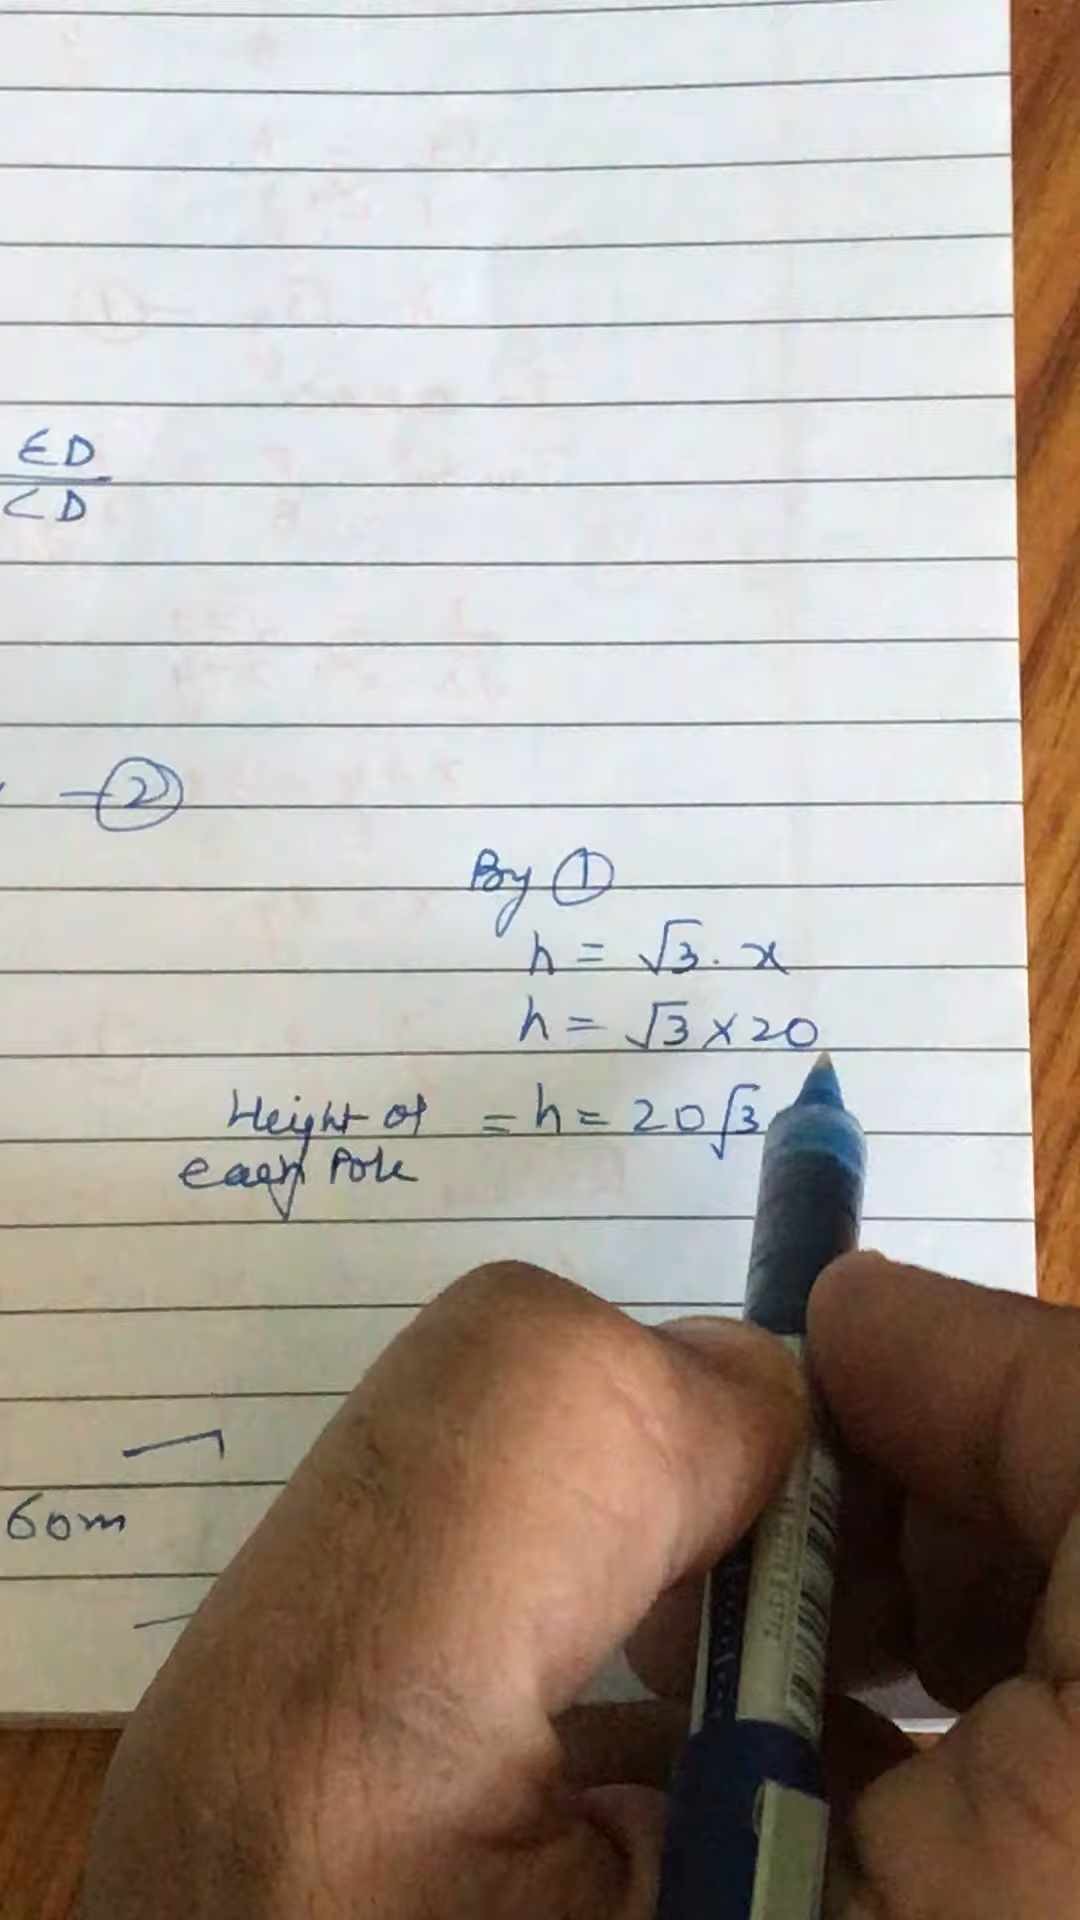 ED
CD
—②
By ①
h = √3. x
h = √3 × 20
Height of = h = 20√3
each Pole
60m